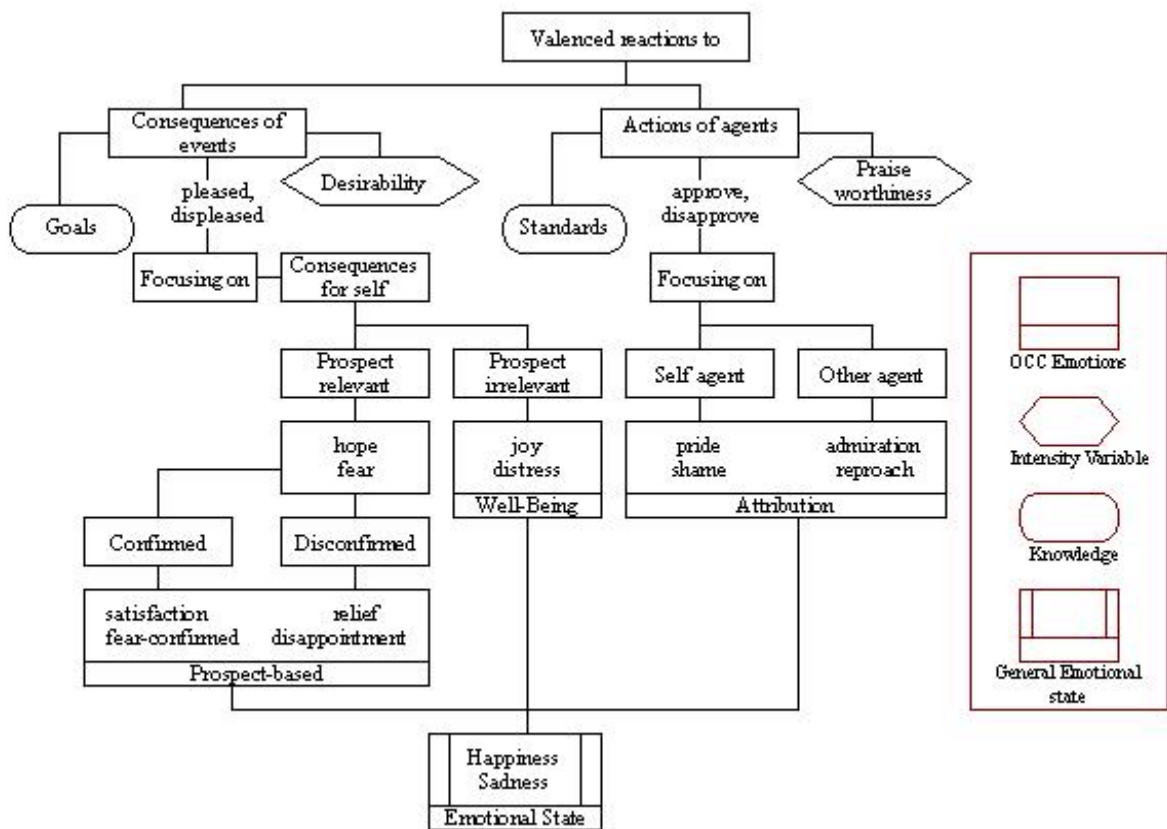 Valenced reactions to
Consequences of
events
Actions of agents
pleased,
displeased
Desirability
approve,
disapprove
Praise
worthiness
Goals
Standards
Focusing on
Consequences
for self
Focusing on
Prospect
relevant
Prospect
irrelevant
Self agent
Other agent
hope
fear
joy
distress
Well-Being
pride
shame
admiration
reproach
Attribution
Confirmed
Disconfirmed
satisfaction
fear-confirmed
relief
disappointment
Prospect-based
Happiness
Sadness
Emotional State
OCC Emotions
Intensity Variable
Knowledge
General Emotional
state